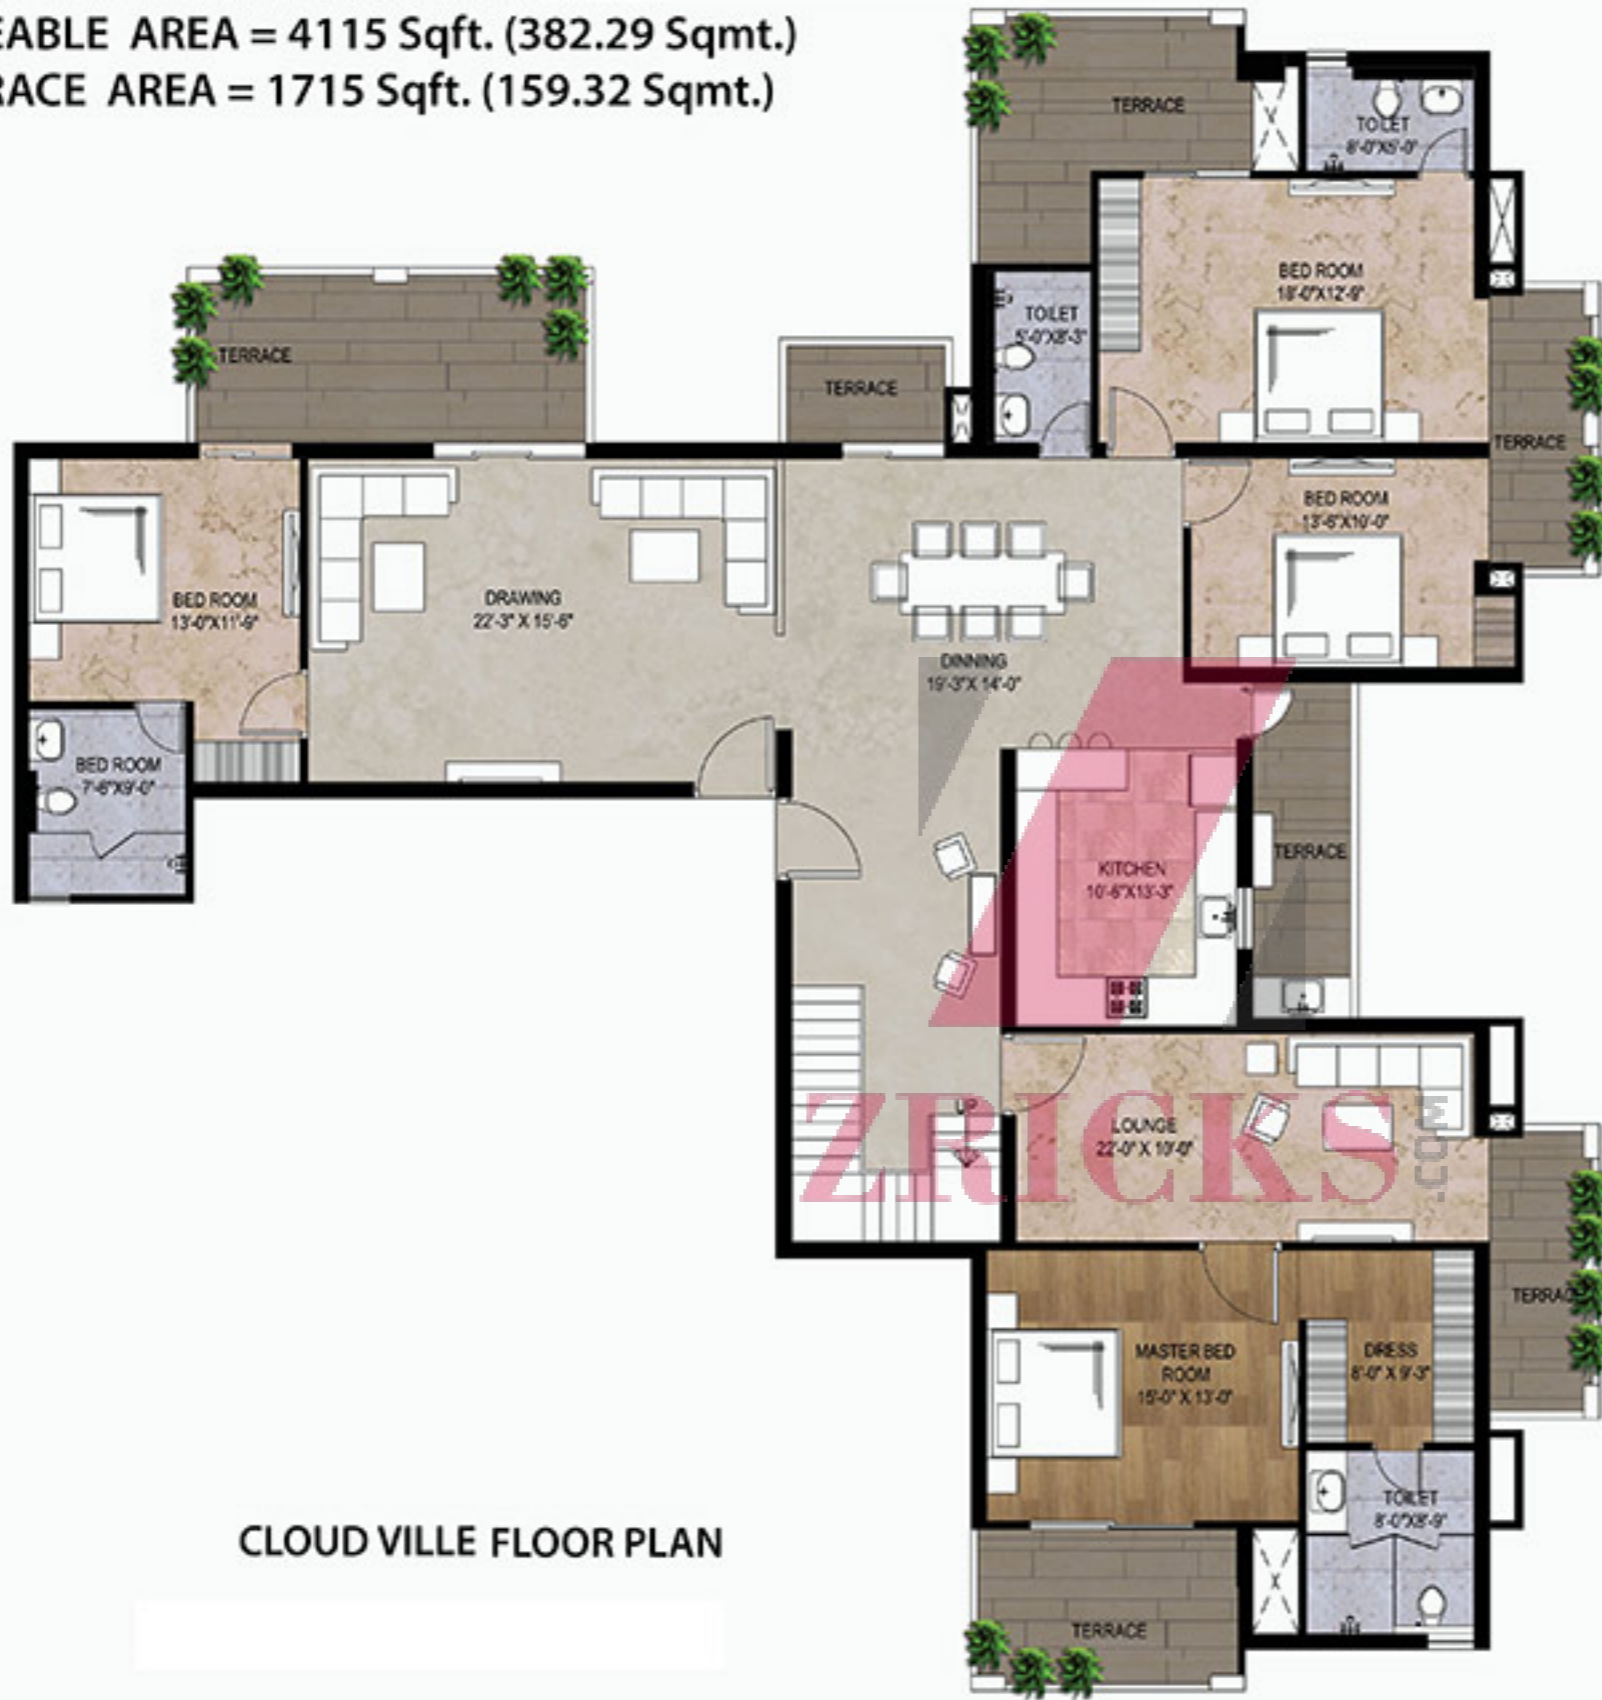 EABLE AREA = 4115 Sqft. (382.29 Sqmt.)
RACE AREA = 1715 Sqft. (159.32 Sqmt.)
TERRACE
TOILET
8'-0"X5'-0"
BED ROOM
18'-0"X12'-9"
TOILET
5'-0"X8'-3"
TERRACE
TERRACE
TERRACE
BED ROOM
13'-6"X10'-0"
BED ROOM
13'-0"X11'-9"
DRAWING
22'-3" X 15'-6"
DINNING
19'-3"X 14'-0"
BED ROOM
7'-6"X9'-0"
KITCHEN
10'-6"X13'-3"
TERRACE
LOUNGE
22'-0" X 10'-0"
ZRICKS
.COM
TERRAC
MASTER BED
ROOM
15'-0" X 13'-0"
DRESS
8'-0" X 9'-3"
TOILET
8'-0"X8'-9"
TERRACE
CLOUD VILLE FLOOR PLAN